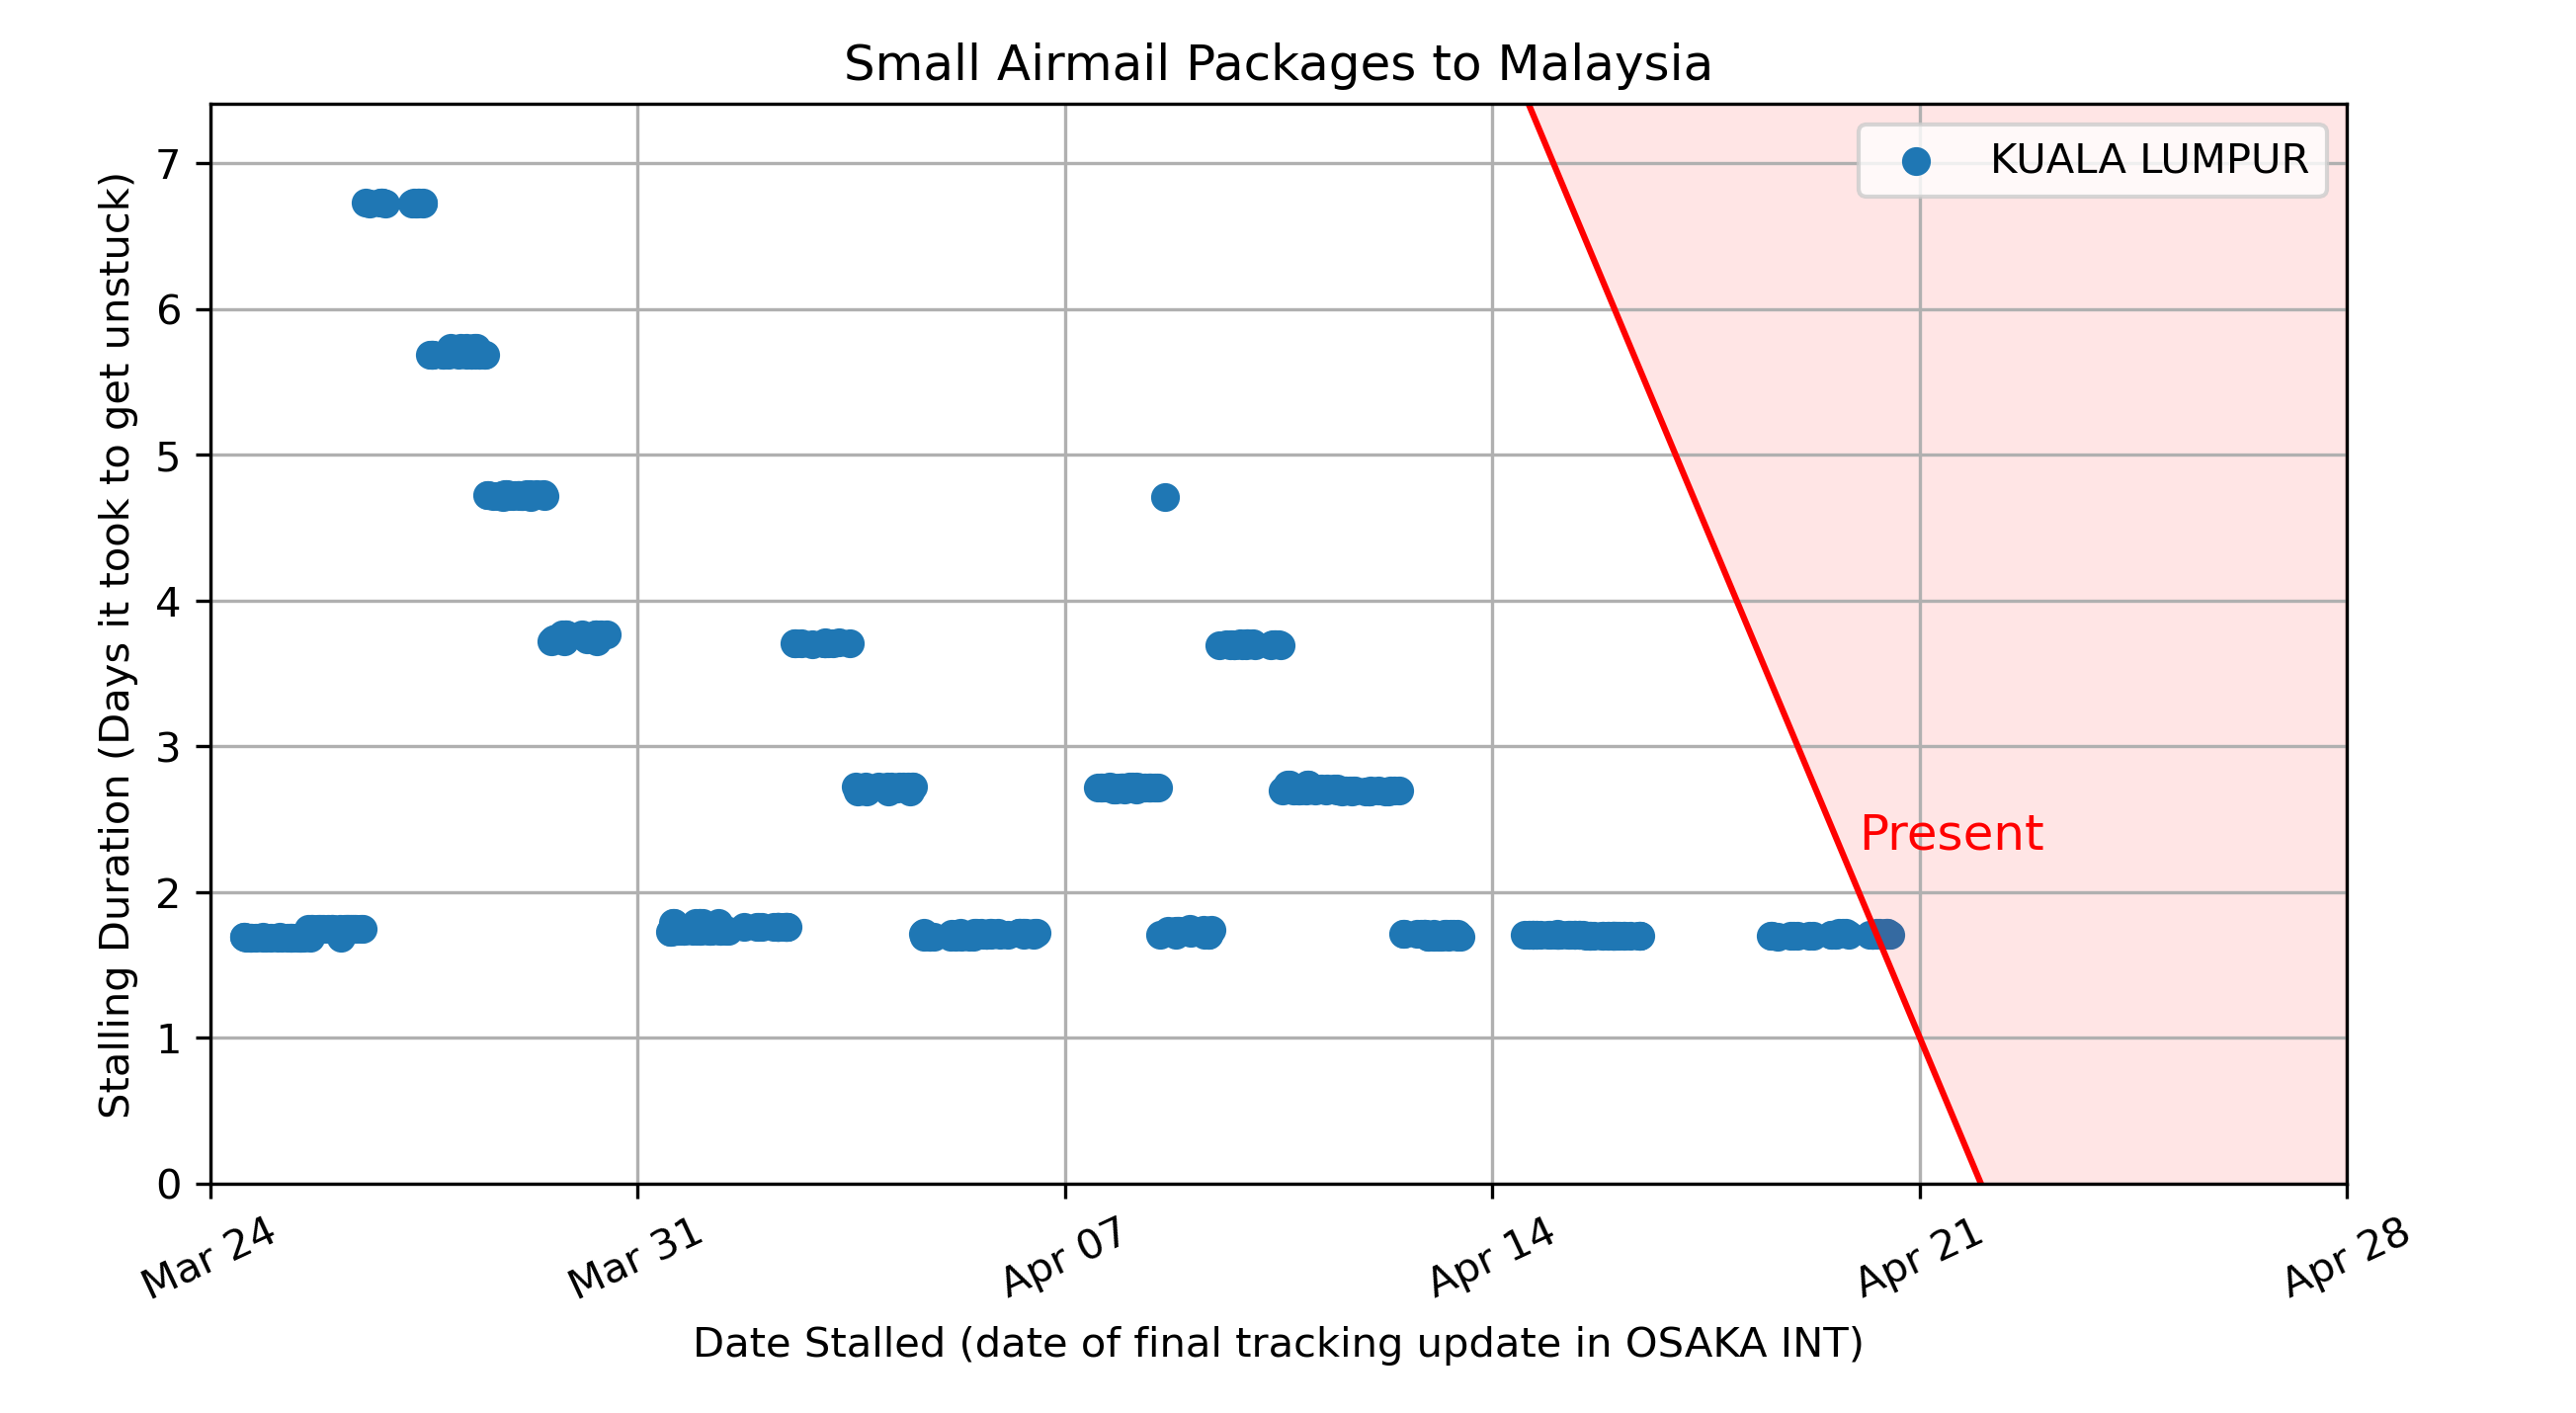 Small Airmail Packages to Malaysia
KUALA LUMPUR
Stalling Duration (Days it took to get unstuck)
7
6
5
4
3
2
1
0
Present
Mar 24
Mar 31
Apr 07
Apr 14
Apr 21
Apr 28
Date Stalled (date of final tracking update in OSAKA INT)